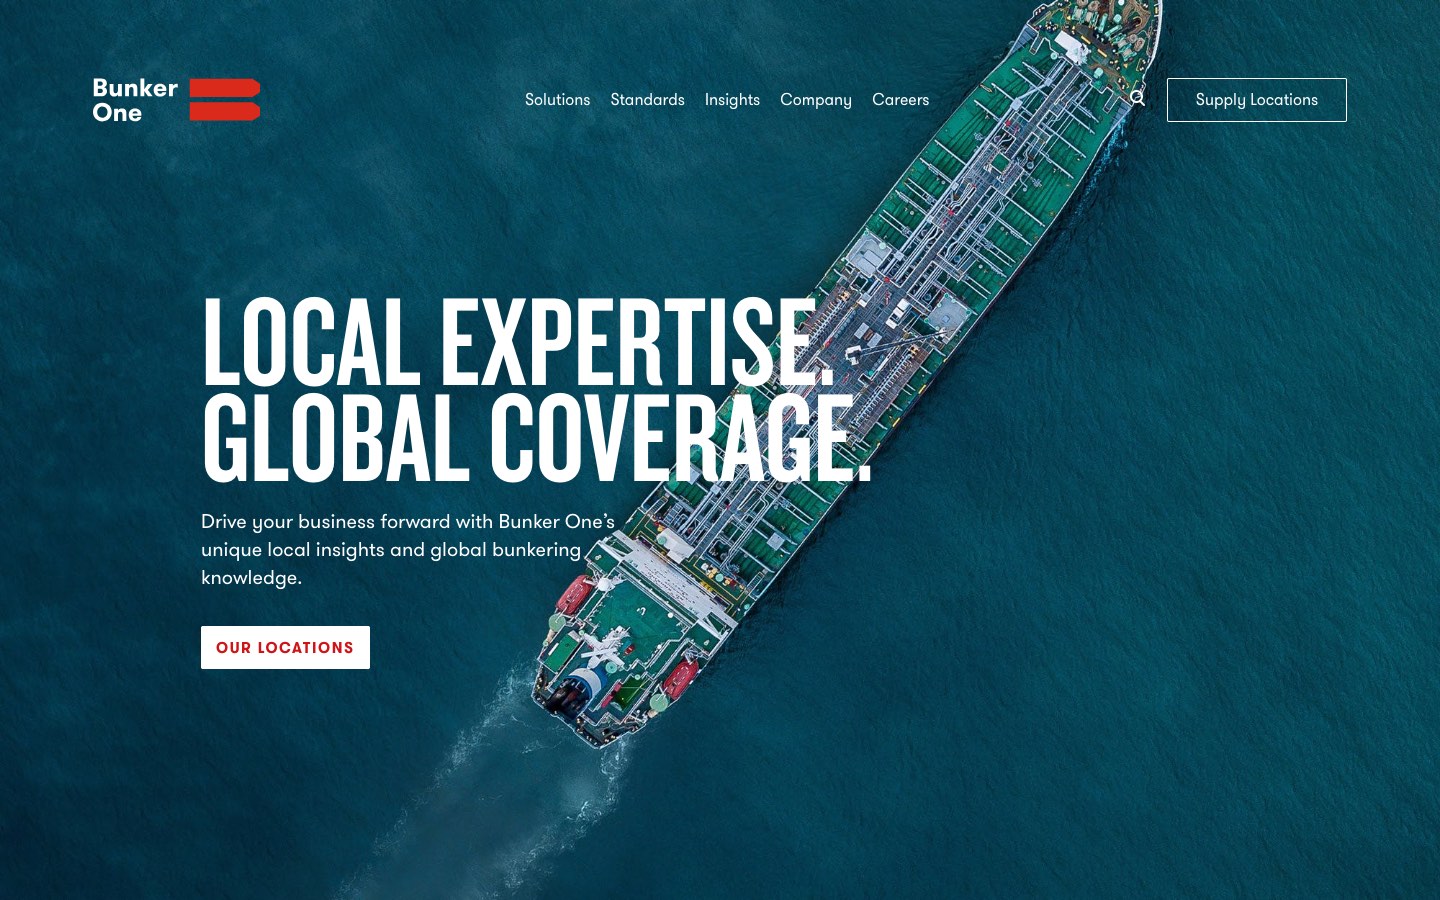 Bunker
One
Solutions Standards Insights Company Careers
Supply Locations
LOCAL EXPERTISE.
GLOBAL COVERAGE.
Drive your business forward with Bunker One’s
unique local insights and global bunkering
knowledge.
OUR LOCATIONS